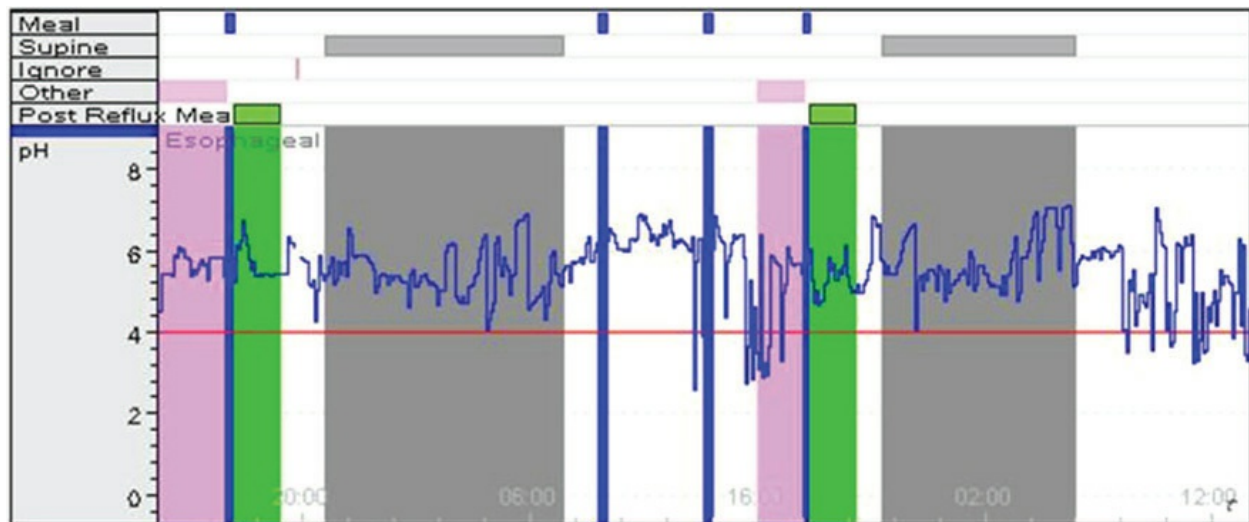 Meal
Supine
Ignore
Other
Post Reflux Mea
Esophageal
pH
8
6
4
2
0
20:00 06:00 16: 02:00 12:00 t